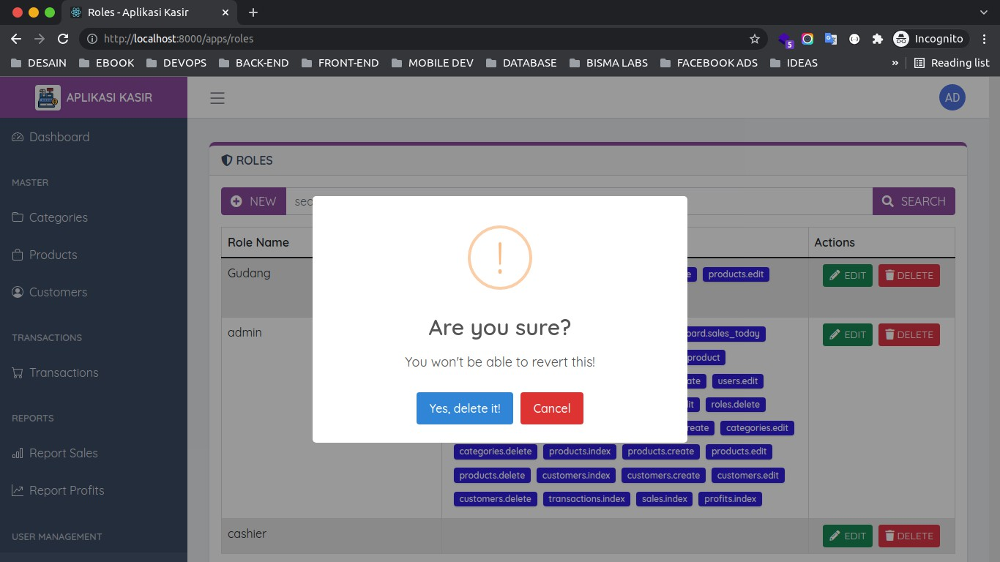 Roles - Aplikasi Kasir
http://localhost:8000/apps/roles
5
Incognito
DESAIN EBOOK DEVOPS BACK-END FRONT-END MOBILE DEV DATABASE BISMA LABS FACEBOOK ADS IDEAS » Reading list
APLIKASI KASIR
AD
Dashboard
MASTER
Categories
Products
Customers
TRANSACTIONS
Transactions
REPORTS
Report Sales
Report Profits
USER MANAGEMENT
ROLES
NEW
SEARCH
Role Name Actions
Gudang products.edit EDIT DELETE
admin oard.sales_today EDIT DELETE
product
ate users.edit
it roles.delete
reate categories.edit
categories.delete products.index products.create products.edit
products.delete customers.index customers.create customers.edit
customers.delete transactions.index sales.index profits.index
cashier EDIT DELETE
!
Are you sure?
You won't be able to revert this!
Yes, delete it! Cancel